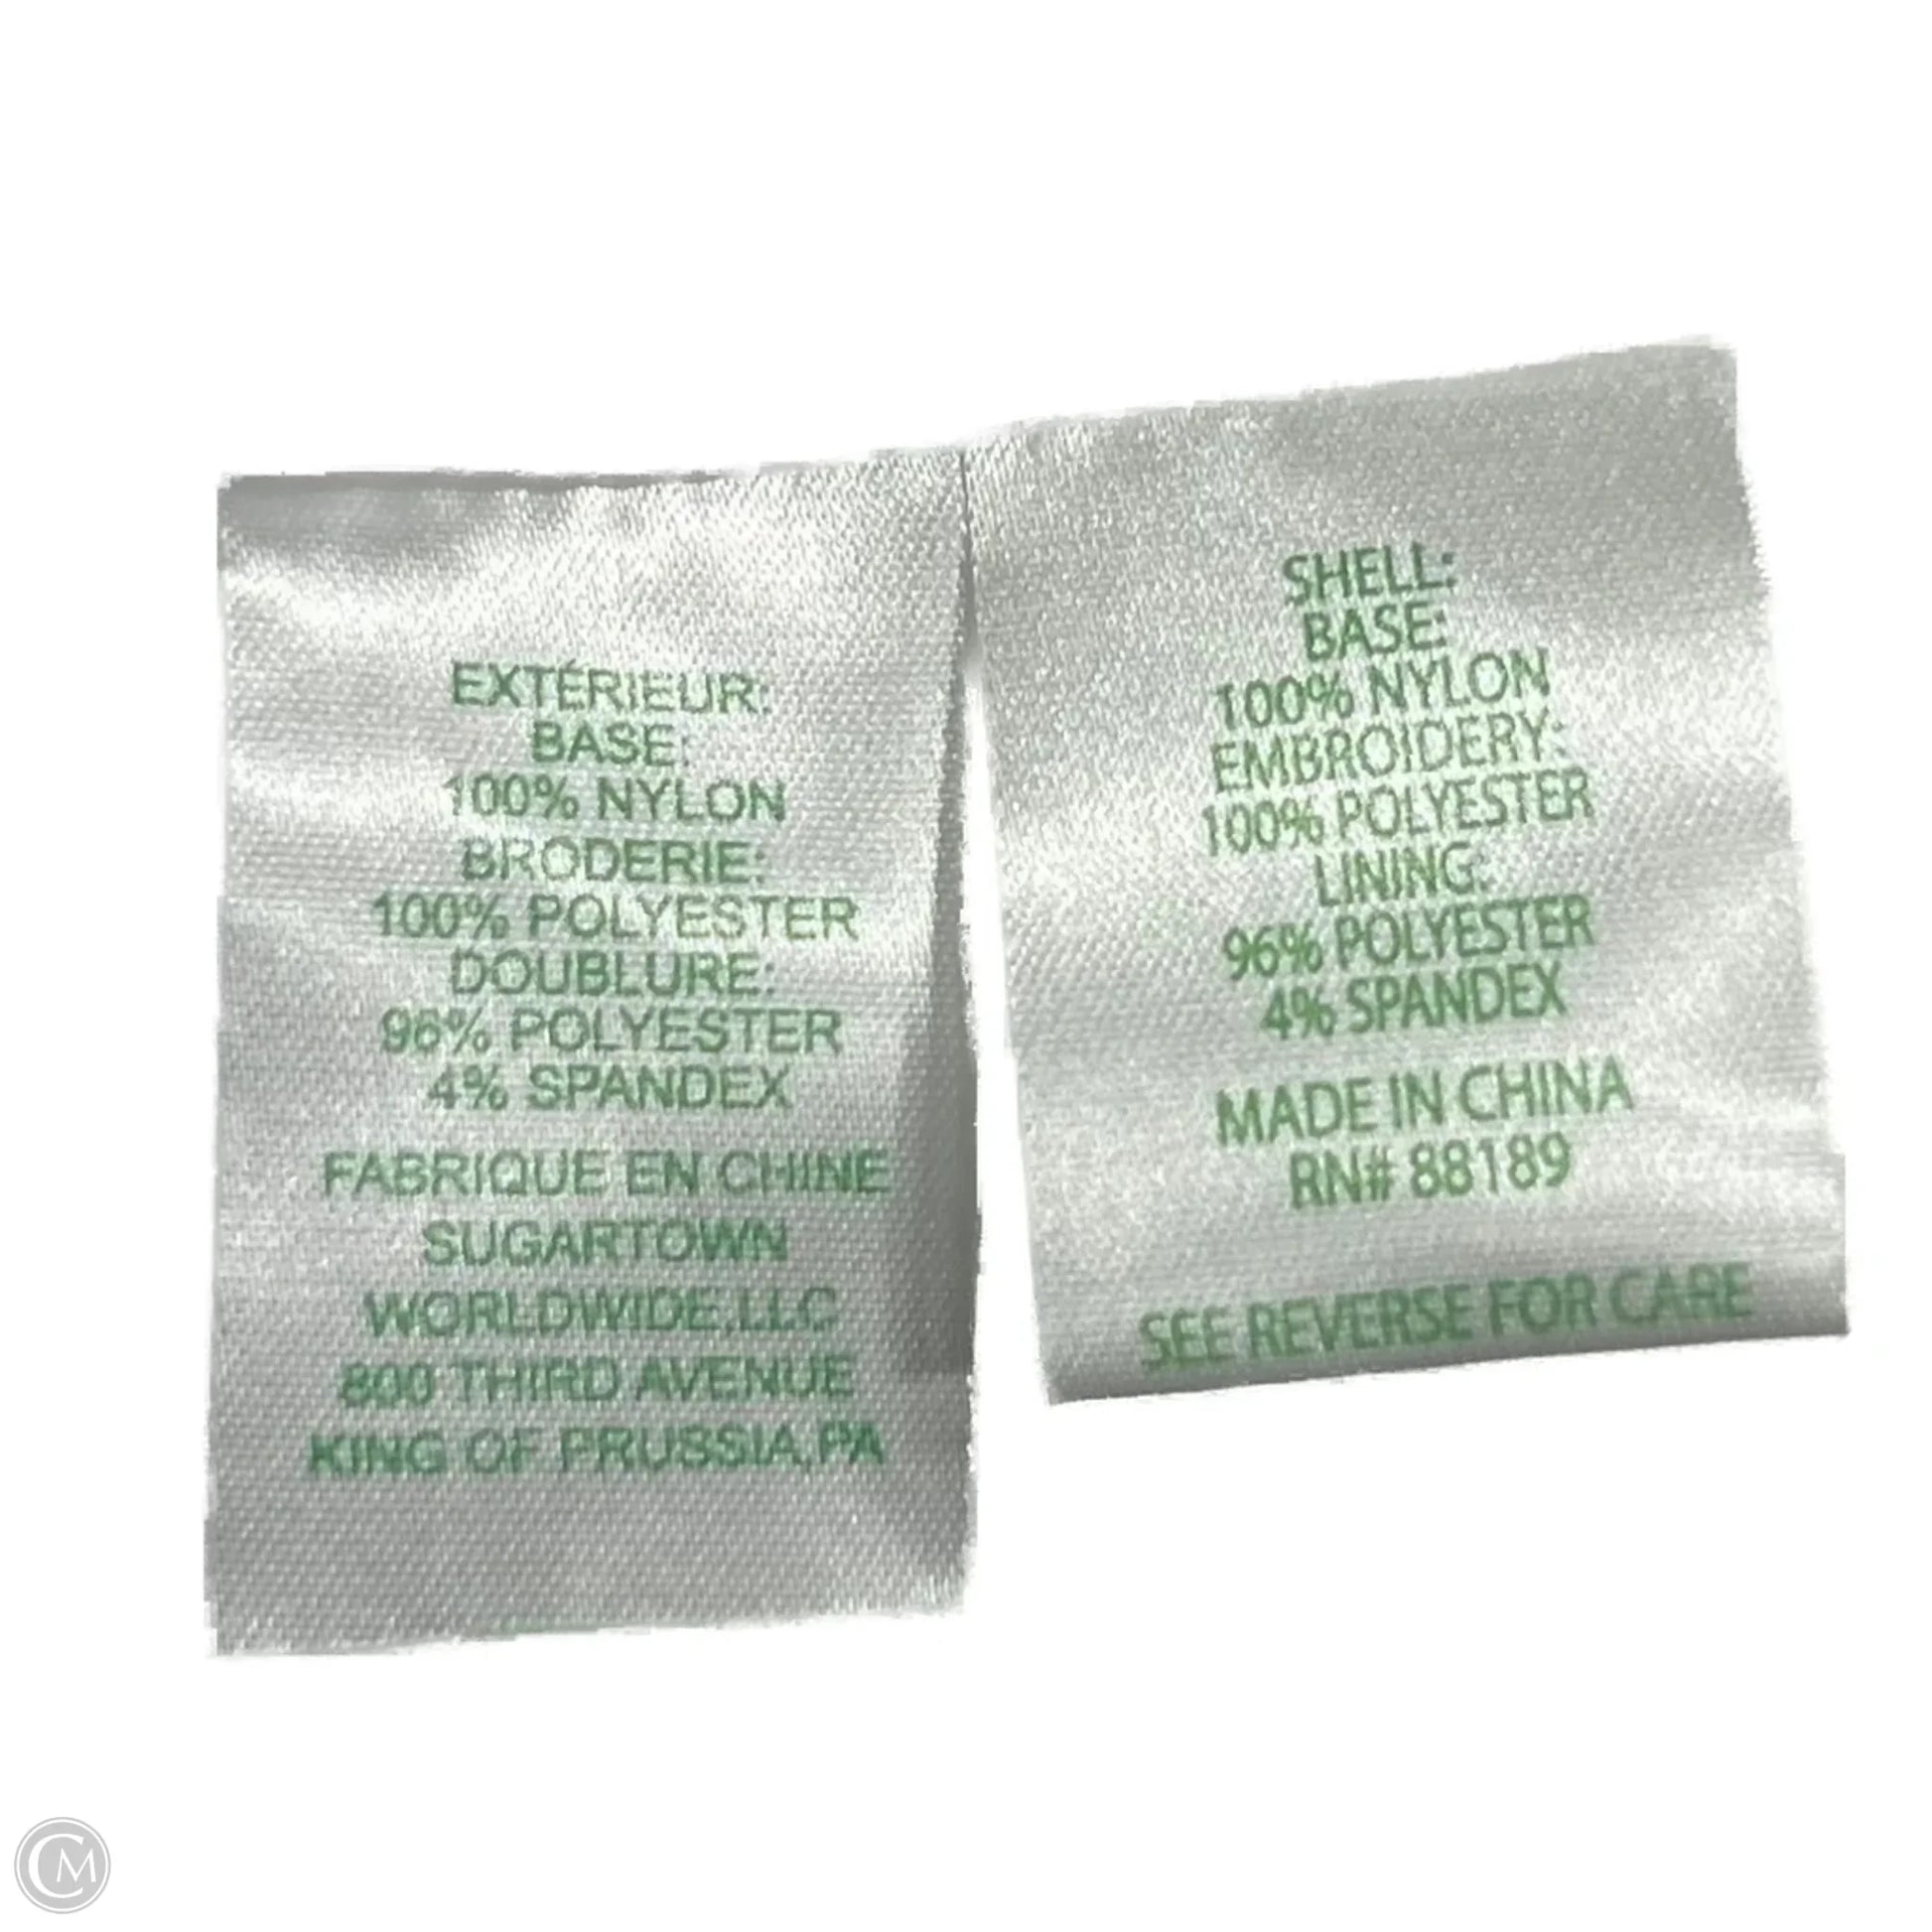 EXTÉRIEUR:
BASE:
100% NYLON
BRODERIE:
100% POLYESTER
DOUBLURE:
96% POLYESTER
4% SPANDEX
FABRIQUE EN CHINE
SUGARTOWN
WORLDWIDE,LLC
800 THIRD AVENUE
KING OF PRUSSIA,PA
SHELL:
BASE:
100% NYLON
EMBROIDERY:
100% POLYESTER
LINING:
96% POLYESTER
4% SPANDEX
MADE IN CHINA
RN# 88189
SEE REVERSE FOR CARE
CM